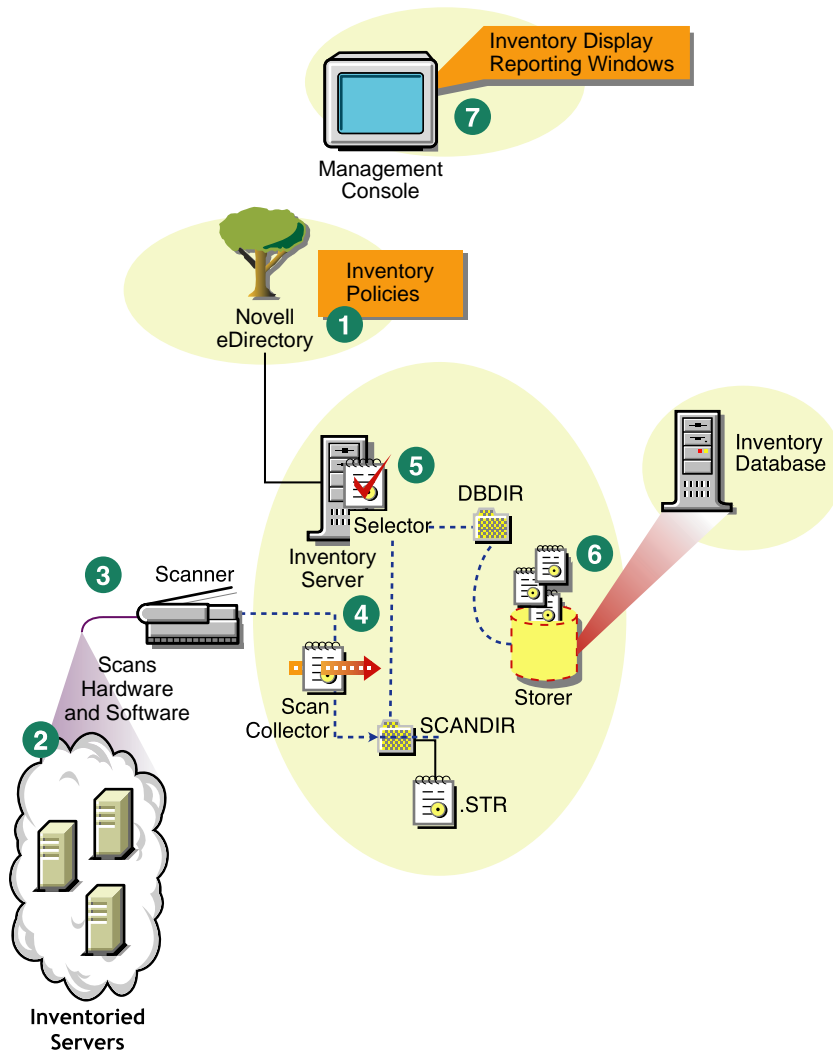 Inventory Display
Reporting Windows
7
Management
Console
Inventory
Policies
1
Novell
eDirectory
Inventory
Database
5
DBDIR
Selector
Inventory
Server
6
3
Scanner
4
Scans
Hardware
and Software
Scan
Collector
Storer
SCANDIR
2
.STR
Inventoried
Servers